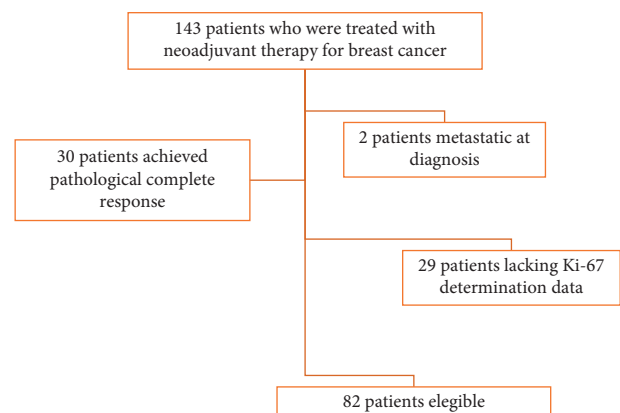 143 patients who were treated with
neoadjuvant therapy for breast cancer
2 patients metastatic at
diagnosis
30 patients achieved
pathological complete
response
29 patients lacking Ki-67
determination data
82 patients elegible